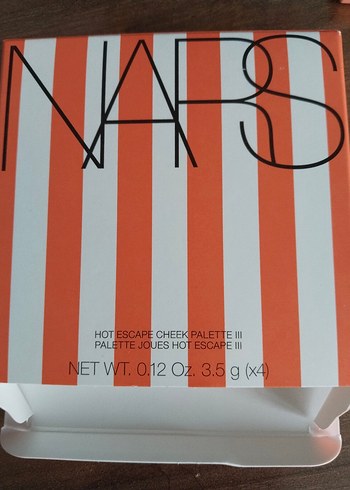 NARS
HOT ESCAPE CHEEK PALETTE III
PALETTE JOUES HOT ESCAPE III
NET WT. 0.12 Oz. 3.5 g (x4)